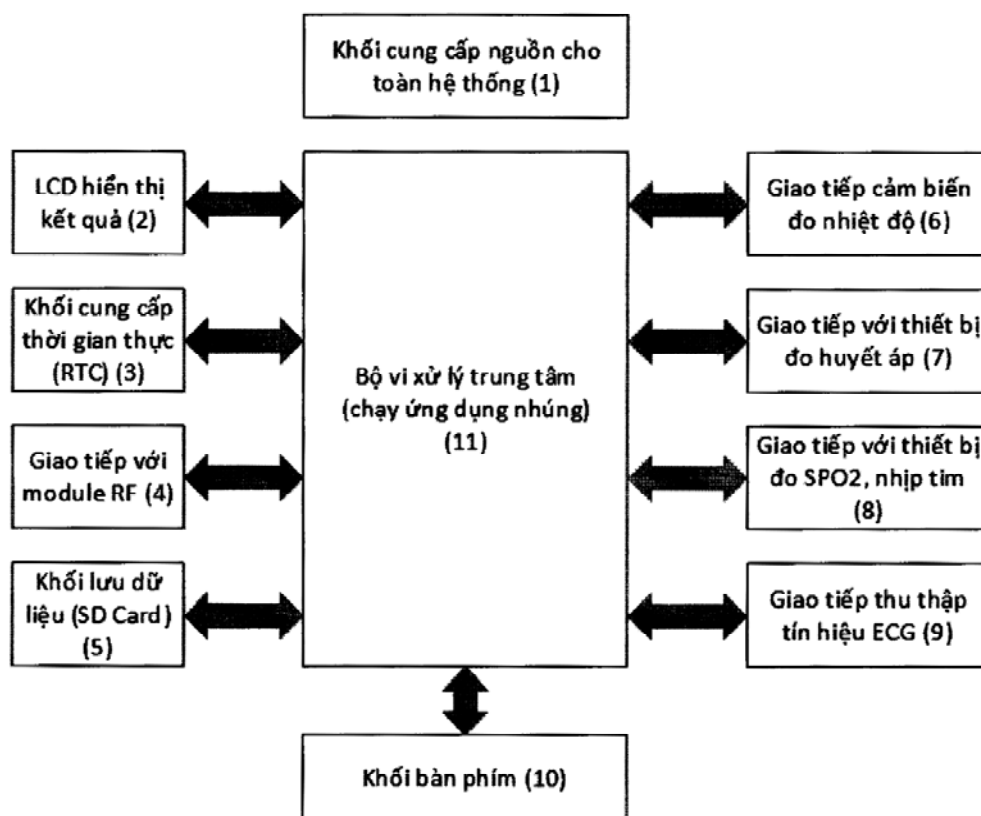 Khối cung cấp nguồn cho
toàn hệ thống (1)
LCD hiển thị
kết quả (2)
Khối cung cấp
thời gian thực
(RTC) (3)
Giao tiếp với
module RF (4)
Khối lưu dữ
liệu (SD Card)
(5)
Bộ vi xử lý trung tâm
(chạy ứng dụng nhúng)
(11)
Giao tiếp cảm biến
đo nhiệt độ (6)
Giao tiếp với thiết bị
đo huyết áp (7)
Giao tiếp với thiết bị
đo SPO2, nhịp tim
(8)
Giao tiếp thu thập
tín hiệu ECG (9)
Khối bàn phím (10)